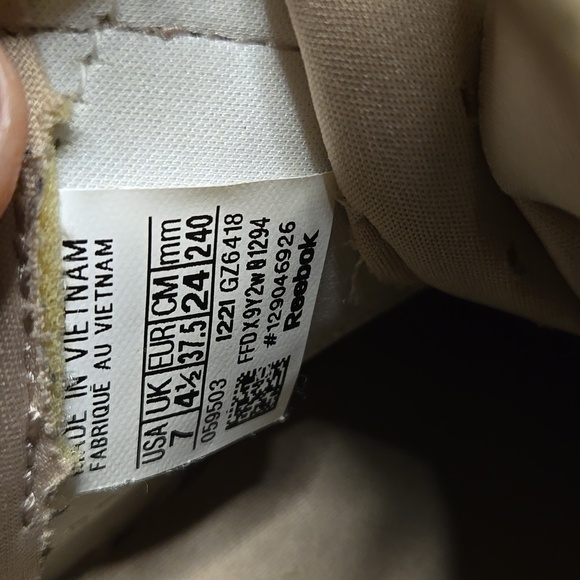 MADE IN VIETNAM
FABRIQUÉ AU VIETNAM
USA UK EUR CM mm
7 4½ 37.5 24 240
059503 1221 GZ6418
FFDX9Y2W01294
#129046926
Reebok